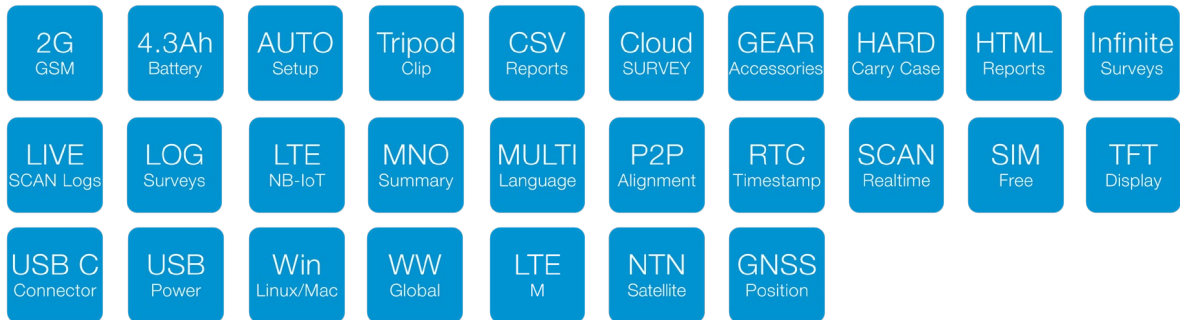 2G
GSM
4.3Ah
Battery
AUTO
Setup
Tripod
Clip
CSV
Reports
Cloud
SURVEY
GEAR
Accessories
HARD
Carry Case
HTML
Reports
Infinite
Surveys
LIVE
SCAN Logs
LOG
Surveys
LTE
NB-IoT
MNO
Summary
MULTI
Language
P2P
Alignment
RTC
Timestamp
SCAN
Realtime
SIM
Free
TFT
Display
USB C
Connector
USB
Power
Win
Linux/Mac
WW
Global
LTE
M
NTN
Satellite
GNSS
Position